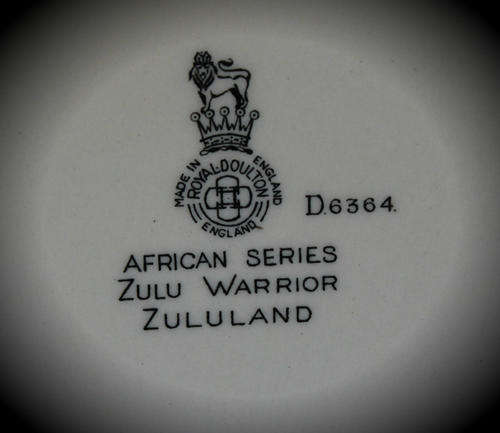 MADE IN ENGLAND
ROYAL DOULTON
ENGLAND
D.6364.
AFRICAN SERIES
ZULU WARRIOR
ZULULAND